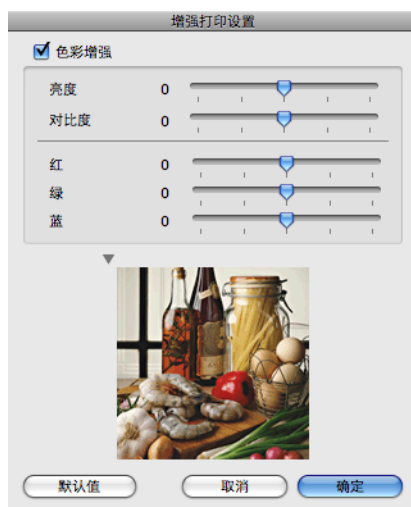 增强打印设置
色彩增强
亮度 0
对比度 0
红 0
绿 0
蓝 0
默认值 取消 确定